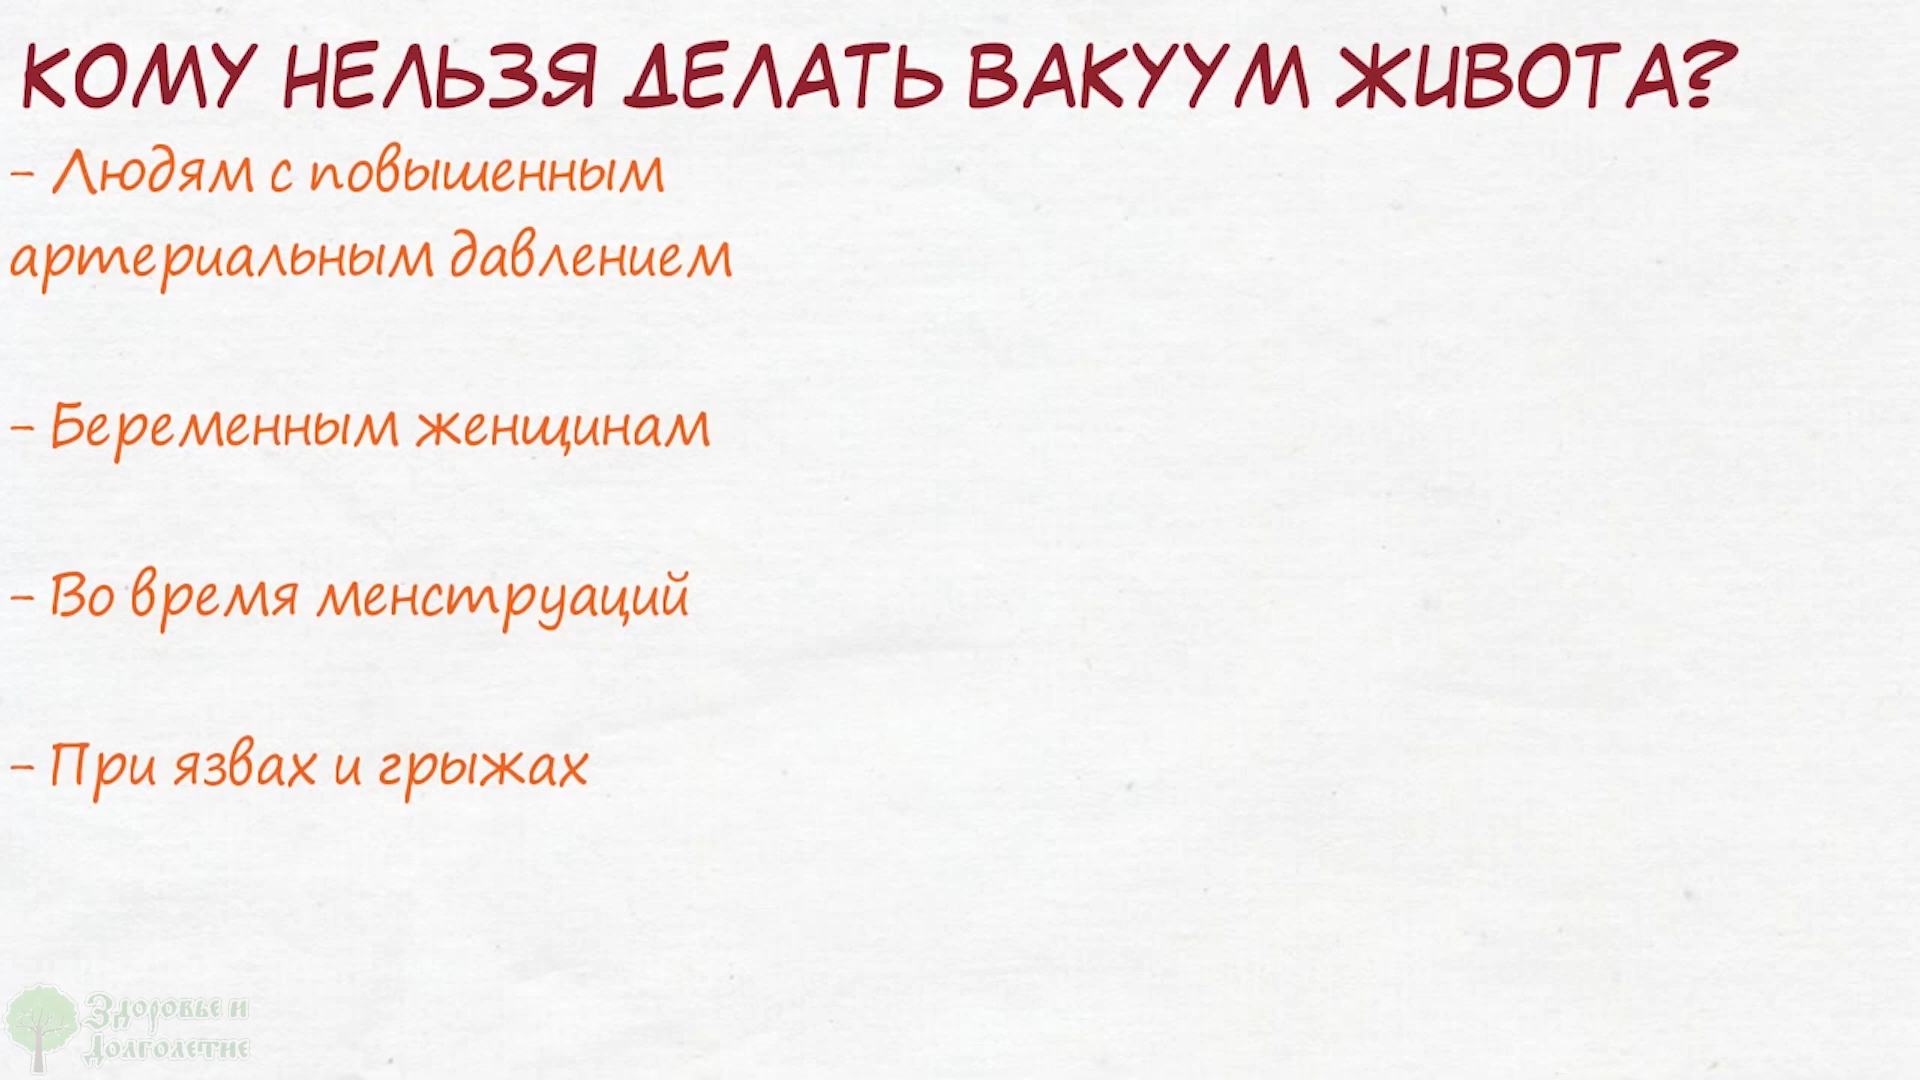 КОМУ НЕЛЬЗЯ ДЕЛАТЬ ВАКУУМ ЖИВОТА?
- Людям с повышенным
артериальным давлением
- Беременным женщинам
- Во время менструаций
- При язвах и грыжах
Здоровье и
Долголетие